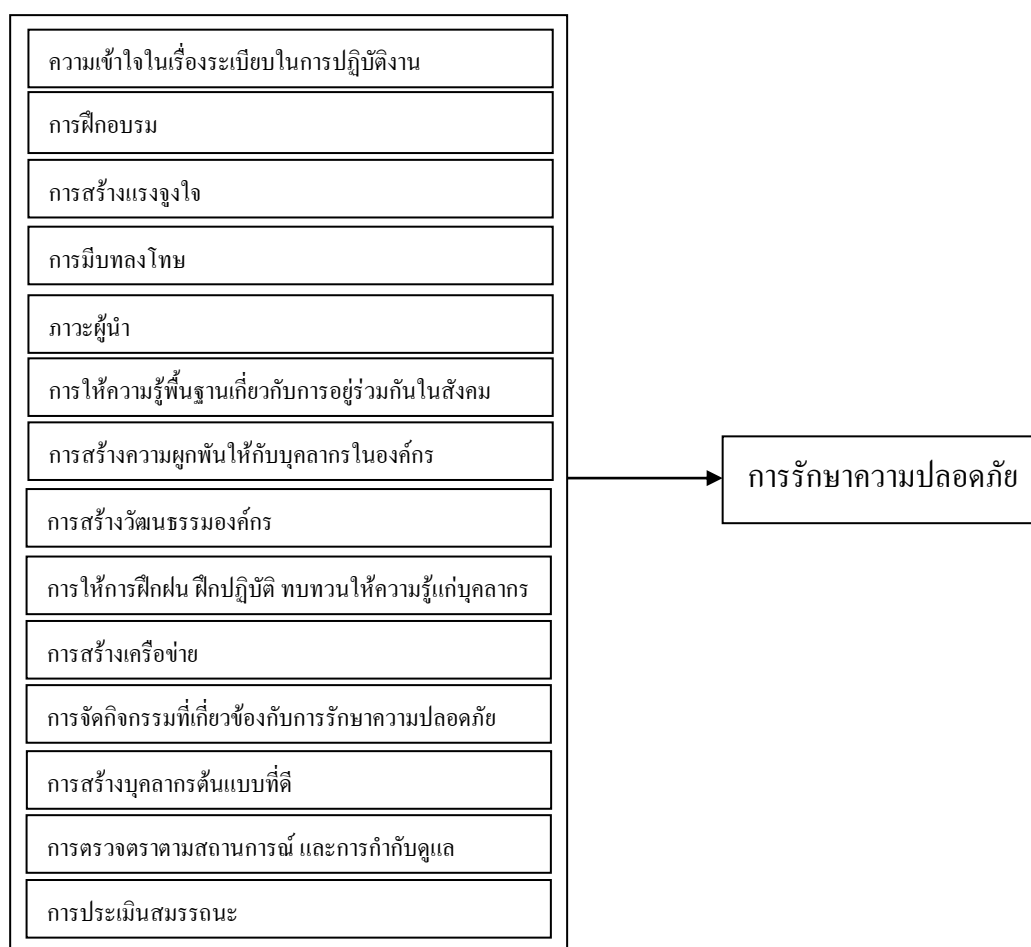 ความเข้าใจในเรื่องระเบียบในการปฏิบัติงาน
การฝึกอบรม
การสร้างแรงจูงใจ
การมีบทลงโทษ
ภาวะผู้นำ
การให้ความรู้พื้นฐานเกี่ยวกับการอยู่ร่วมกันในสังคม
การสร้างความผูกพันให้กับบุคลากรในองค์กร
การสร้างวัฒนธรรมองค์กร
การให้การฝึกฝน ฝึกปฏิบัติ ทบทวนให้ความรู้แก่บุคลากร
การสร้างเครือข่าย
การจัดกิจกรรมที่เกี่ยวข้องกับการรักษาความปลอดภัย
การสร้างบุคลากรต้นแบบที่ดี
การตรวจตราตามสถานการณ์ และการกำกับดูแล
การประเมินสมรรถนะ
การรักษาความปลอดภัย